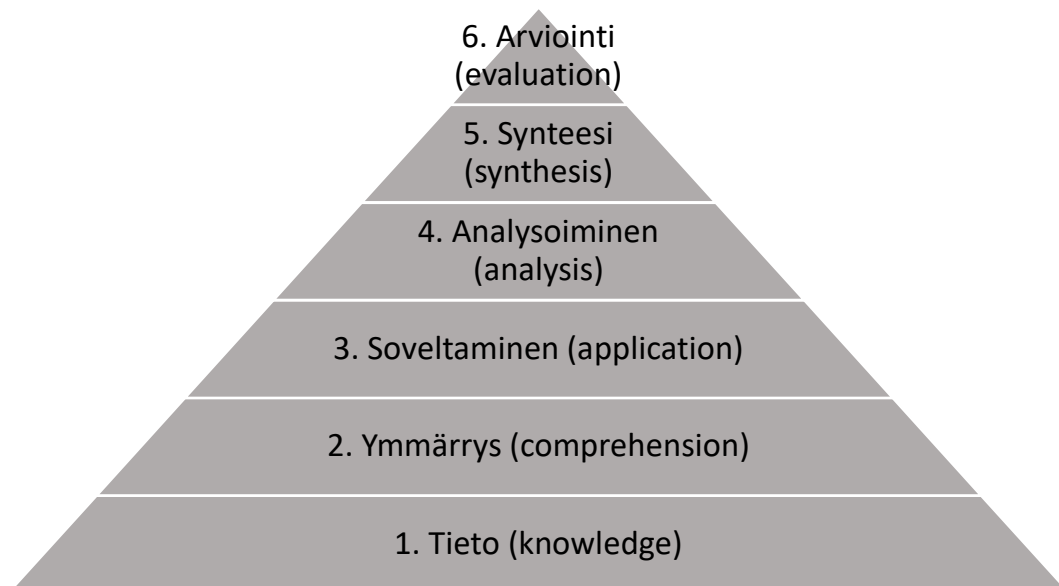 6. Arviointi
(evaluation)
5. Synteesi
(synthesis)
4. Analysoiminen
(analysis)
3. Soveltaminen (application)
2. Ymmärrys (comprehension)
1. Tieto (knowledge)